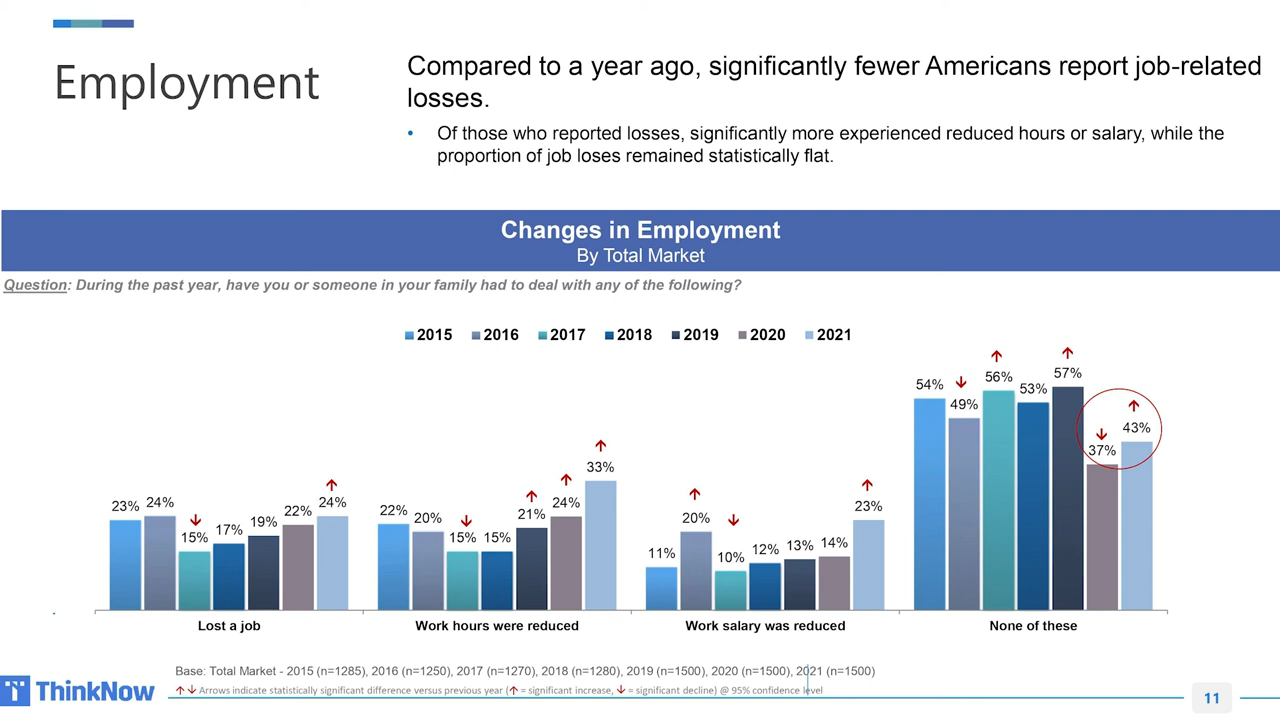 Employment
Compared to a year ago, significantly fewer Americans report job-related
losses.
• Of those who reported losses, significantly more experienced reduced hours or salary, while the
proportion of job loses remained statistically flat.
Changes in Employment
By Total Market
Question: During the past year, have you or someone in your family had to deal with any of the following?
2015 2016 2017 2018 2019 2020 2021
23% 24% 15% 17% 19% 22% 24%
22% 20% 15% 15% 21% 24% 33%
11% 20% 10% 12% 13% 14% 23%
54% 49% 56% 53% 57% 37% 43%
Lost a job Work hours were reduced Work salary was reduced None of these
Base: Total Market - 2015 (n=1285), 2016 (n=1250), 2017 (n=1270), 2018 (n=1280), 2019 (n=1500), 2020 (n=1500), 2021 (n=1500)
↑↓ Arrows indicate statistically significant difference versus previous year (↑ = significant increase, ↓ = significant decline) @ 95% confidence level
ThinkNow
11